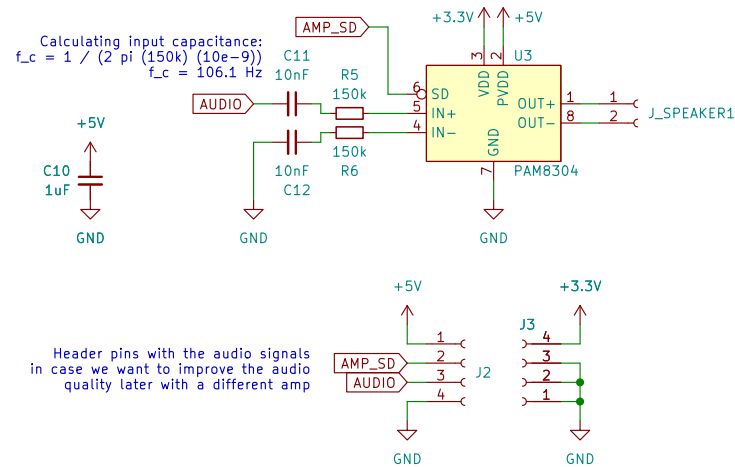 +3.3V
+5V
AMP_SD
Calculating input capacitance:
f_c = 1 / (2 pi (150k) (10e-9))
f_c = 106.1 Hz
C11
10nF
R5
150k
AUDIO
3
2
U3
VDD
PVDD
6
SD
5
IN+
4
IN-
OUT+
1
1
OUT-
8
2
J_SPEAKER1
GND
7
PAM8304
150k
R6
10nF
C12
+5V
C10
1uF
GND
GND
GND
+5V
+3.3V
Header pins with the audio signals
in case we want to improve the audio
quality later with a different amp
AMP_SD
AUDIO
1
2
3
4
J2
J3
4
3
2
1
GND
GND